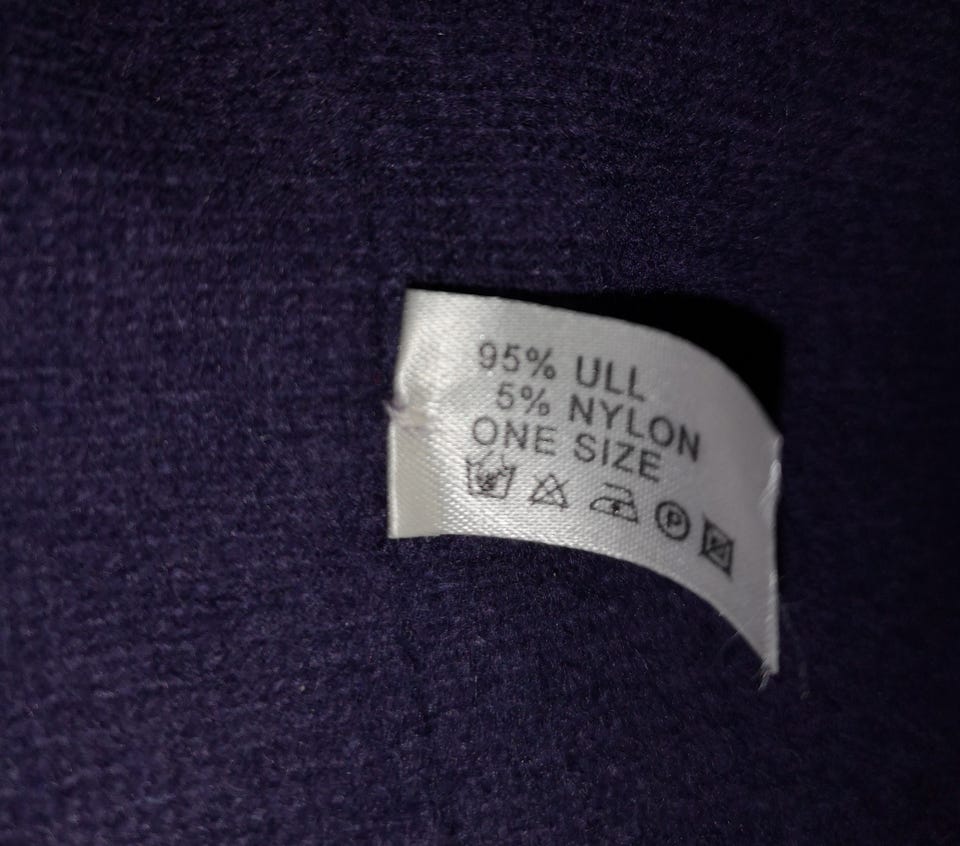 95% ULL
5% NYLON
ONE SIZE
P